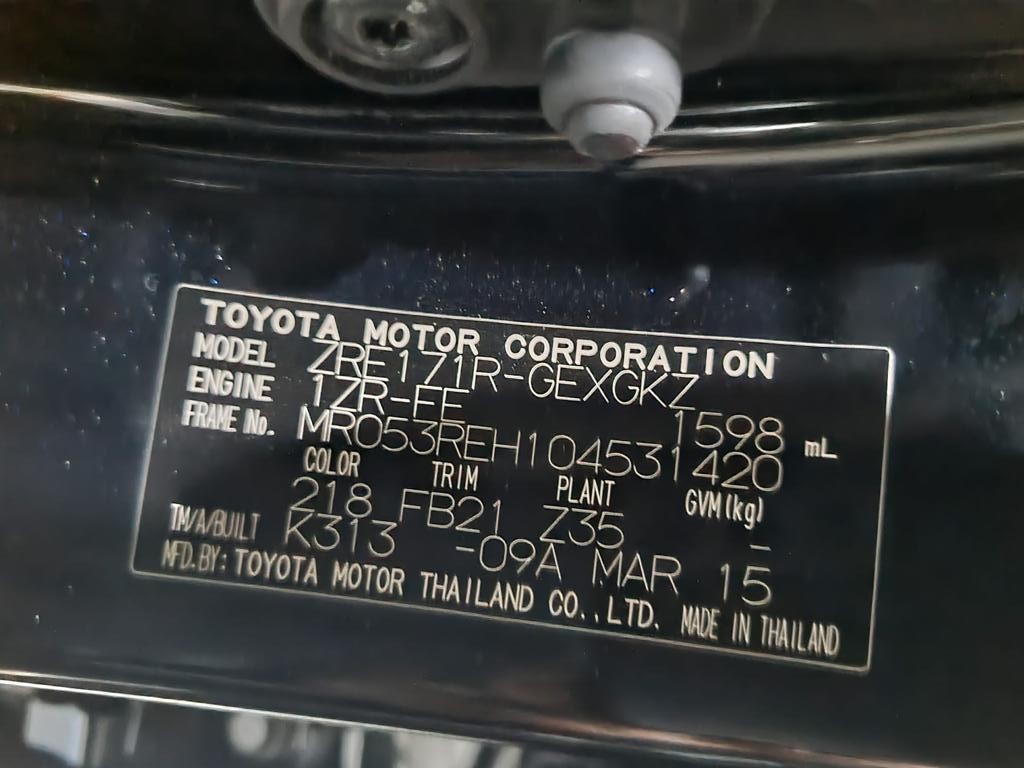 TOYOTA MOTOR CORPORATION
MODEL ZRE171R-GEXGKZ
ENGINE 1ZR-FE 1598 mL
FRAME No. MR053REH104531420
COLOR TRIM PLANT GVM(kg)
218 FB21 Z35 -
TM/A/BUILT K313 -09A MAR 15
MFD.BY: TOYOTA MOTOR THAILAND CO.,LTD. MADE IN THAILAND